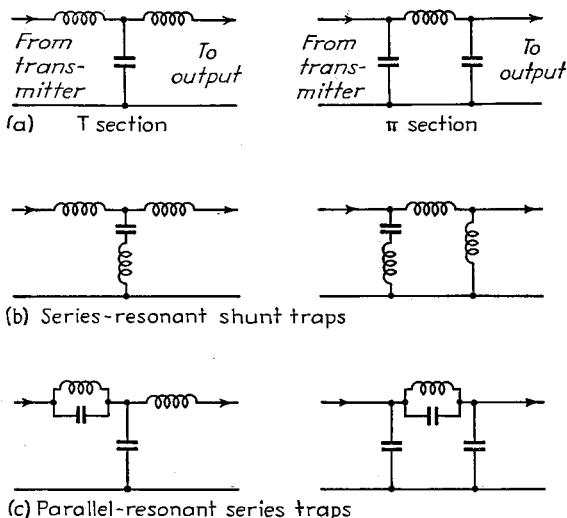 From
trans-
mitter
To
output
From
trans-
mitter
To
output
(a) T section
π section
(b) Series-resonant shunt traps
(c) Parallel-resonant series traps